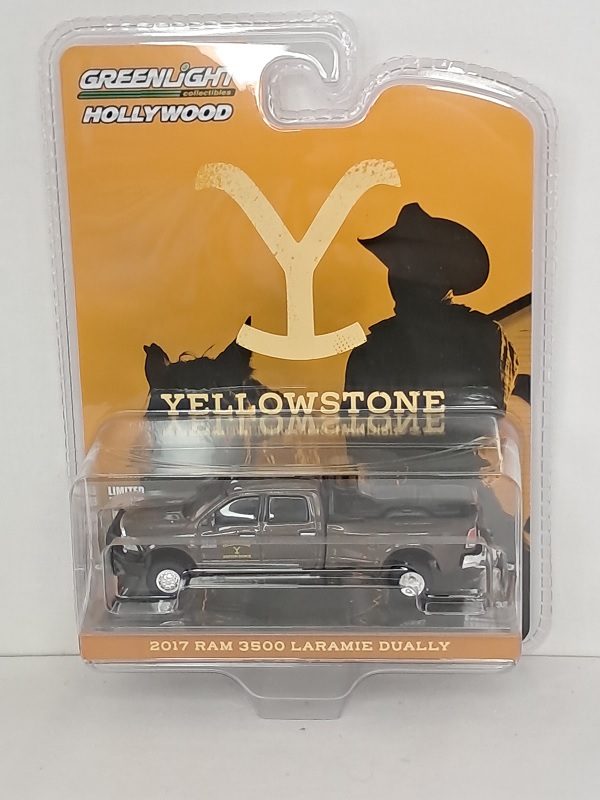 GREENLiGHT
collectibles
HOLLYWOOD
Y
YELLOWSTONE
LIMITED
Y
2017 RAM 3500 LARAMIE DUALLY